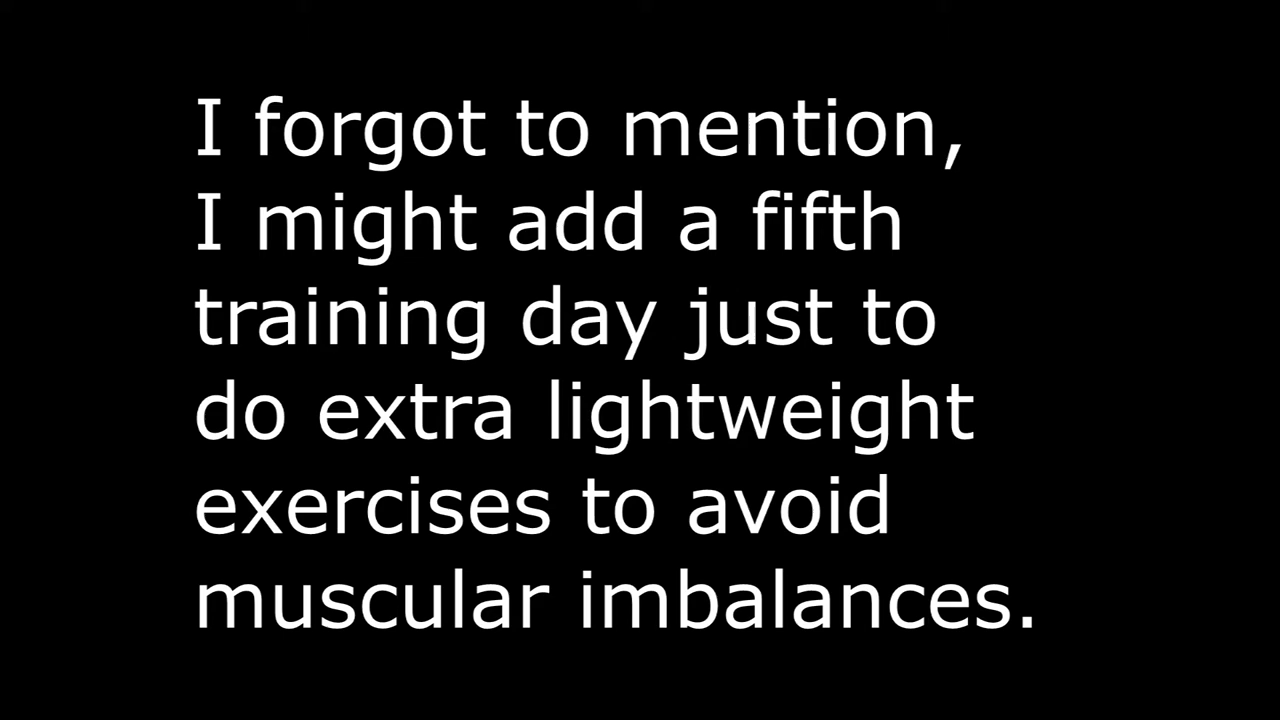 I forgot to mention,
I might add a fifth
training day just to
do extra lightweight
exercises to avoid
muscular imbalances.